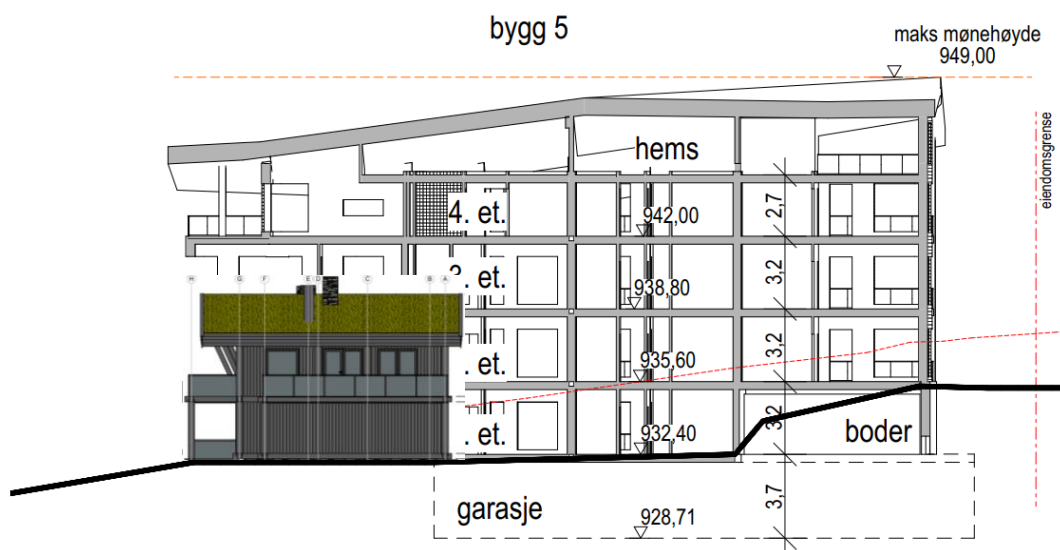 bygg 5
maks mønehøyde
949,00
eiendomsgrense
hems
2,7
4. et.
942,00
3,2
. et.
938,80
H G F E D C B A
3,2
. et.
935,60
3,2
. et.
932,40
boder
3,7
garasje
928,71